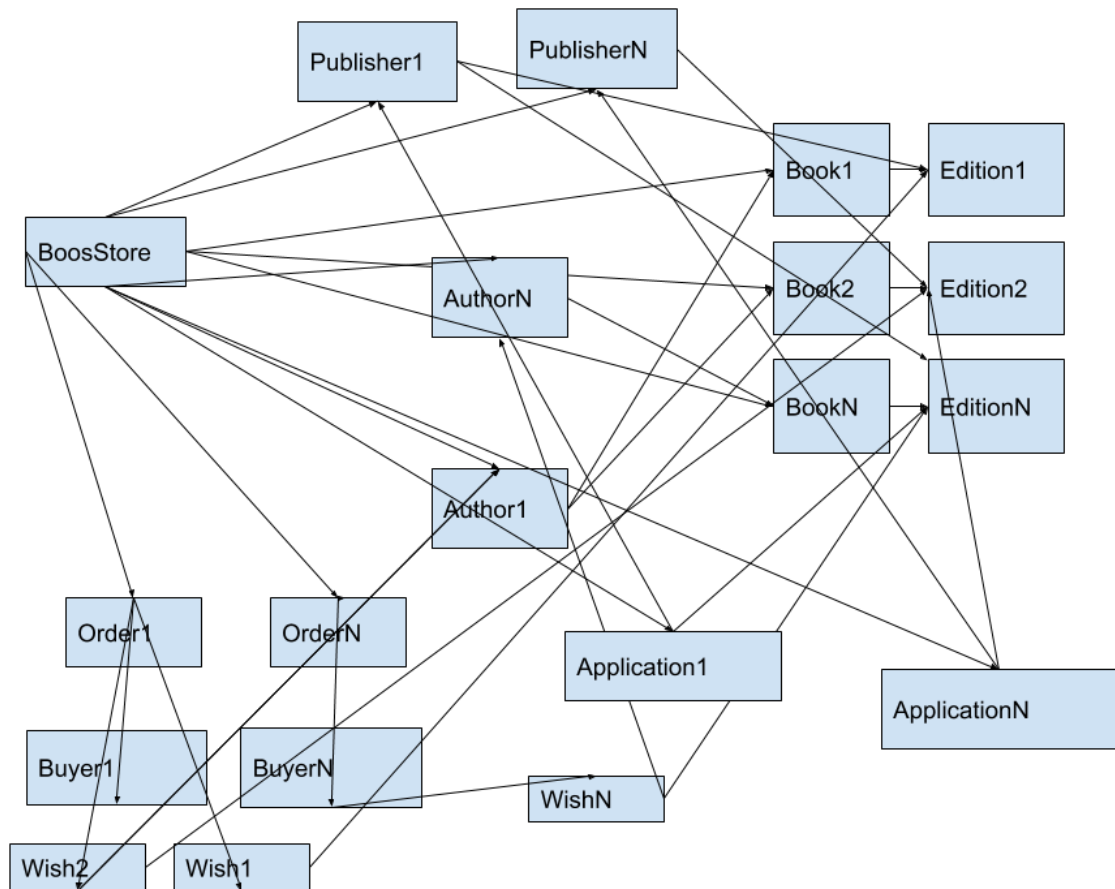 Publisher1
PublisherN
Book1
Edition1
BoosStore
AuthorN
Book2
Edition2
BookN
EditionN
Author1
Order1
OrderN
Application1
ApplicationN
Buyer1
BuyerN
WishN
Wish2
Wish1